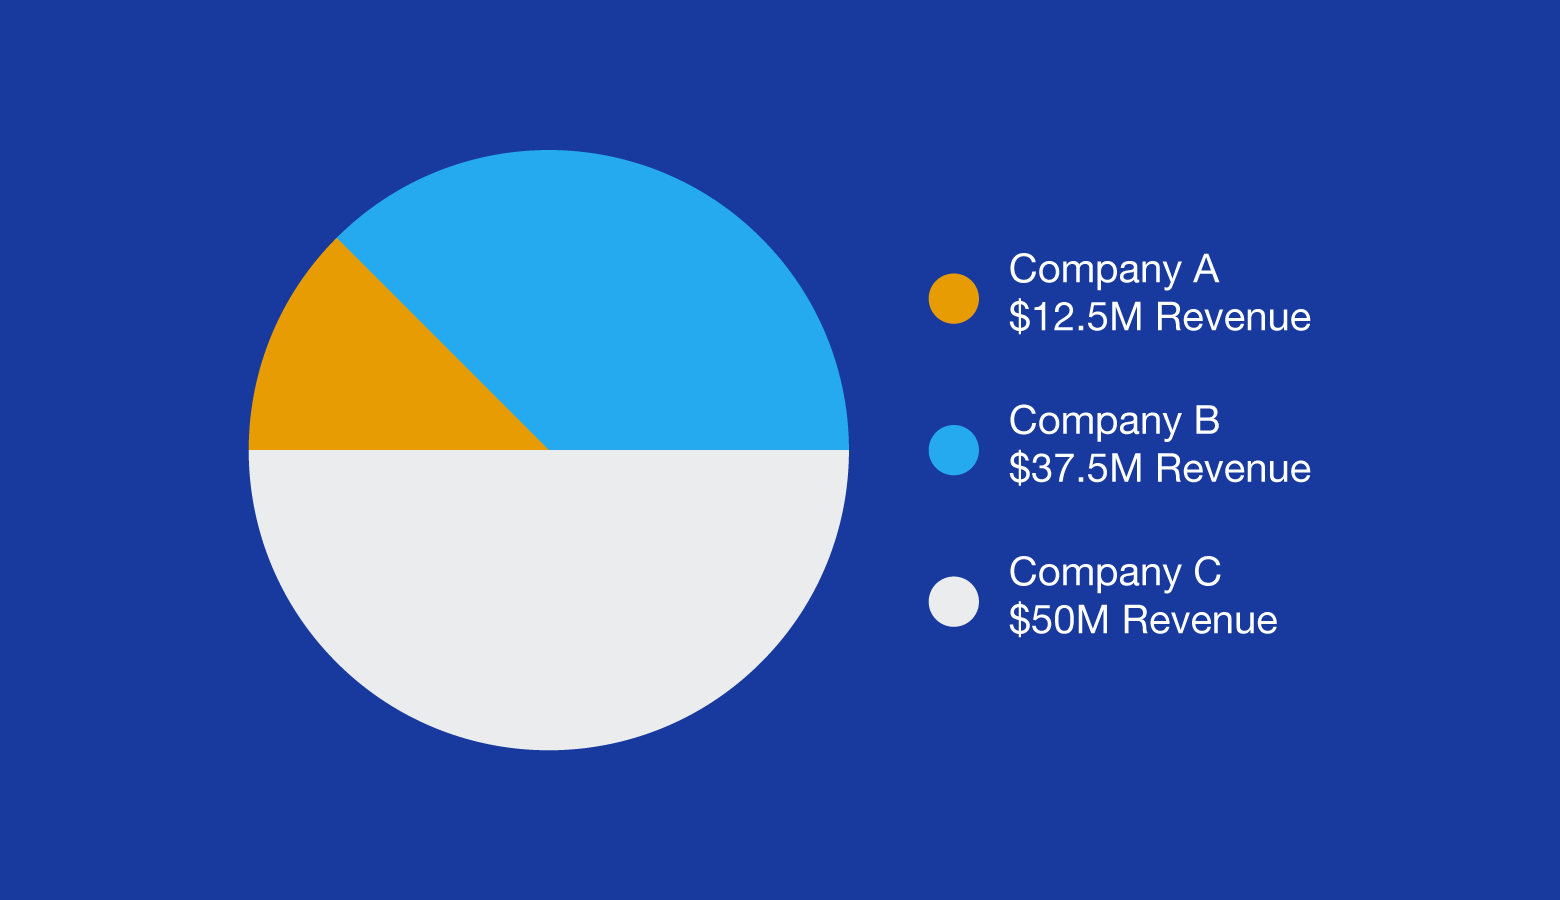 Company A
$12.5M Revenue
Company B
$37.5M Revenue
Company C
$50M Revenue